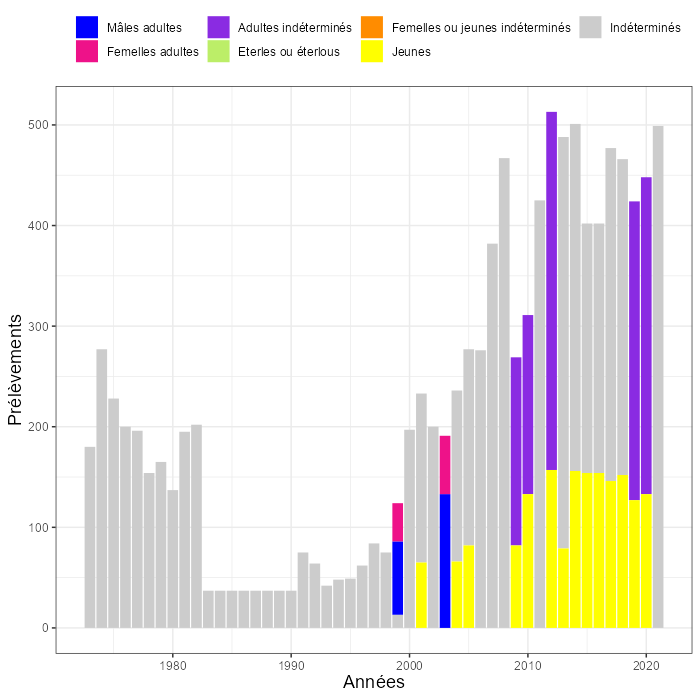 Mâles adultes Adultes indéterminés Femelles ou jeunes indéterminés Indéterminés
Femelles adultes Eterles ou éterlous Jeunes
500
400
300
200
100
0
Prélèvements
1980 1990 2000 2010 2020
Années